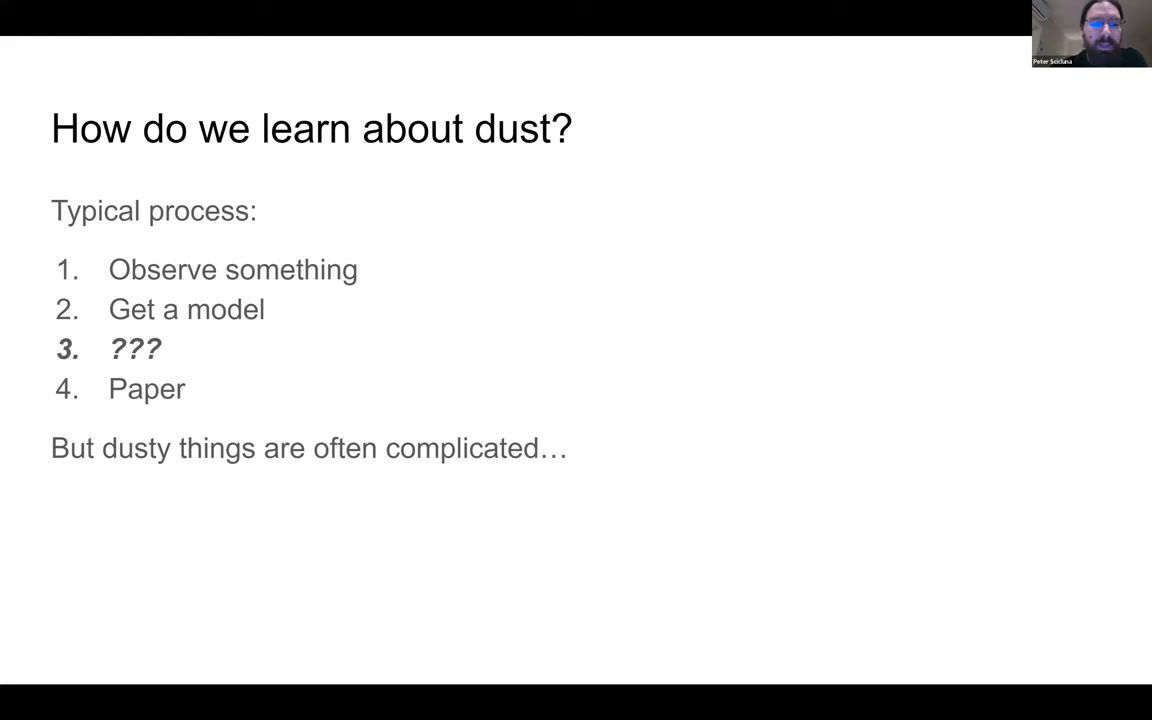 Peter Scicluna
How do we learn about dust?
Typical process:
1. Observe something
2. Get a model
3. ???
4. Paper
But dusty things are often complicated…